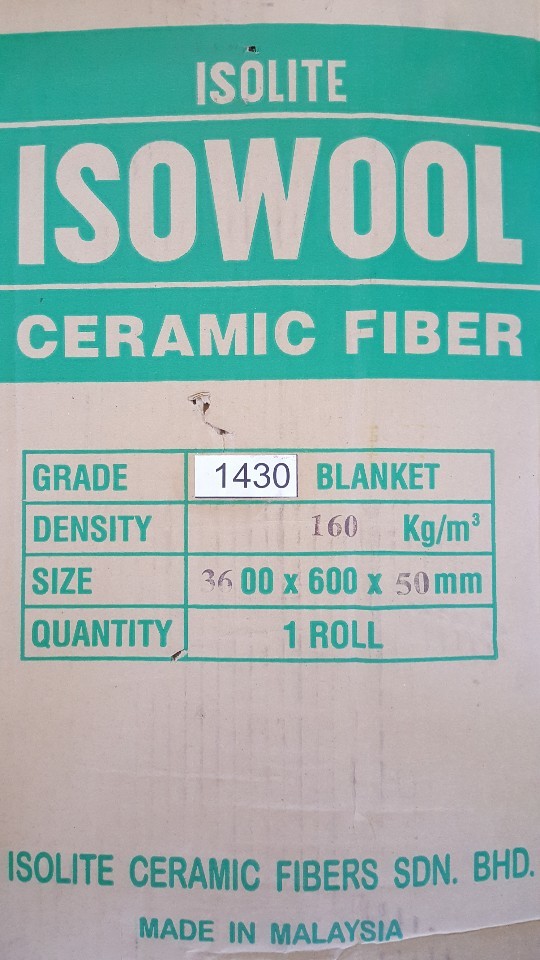 ISOLITE
ISOWOOL
CERAMIC FIBER
GRADE 1430 BLANKET
DENSITY 160 Kg/m³
SIZE 3600 x 600 x 50mm
QUANTITY 1 ROLL
ISOLITE CERAMIC FIBERS SDN. BHD.
MADE IN MALAYSIA